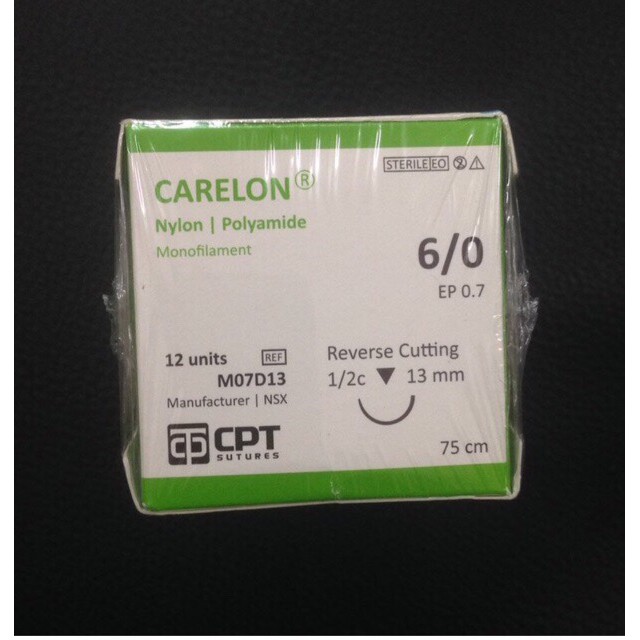 STERILE EO
CARELON®
Nylon | Polyamide
Monofilament
6/0
EP 0.7
12 units REF
M07D13
Manufacturer | NSX
CPT
SUTURES
Reverse Cutting
1/2c 13 mm
75 cm